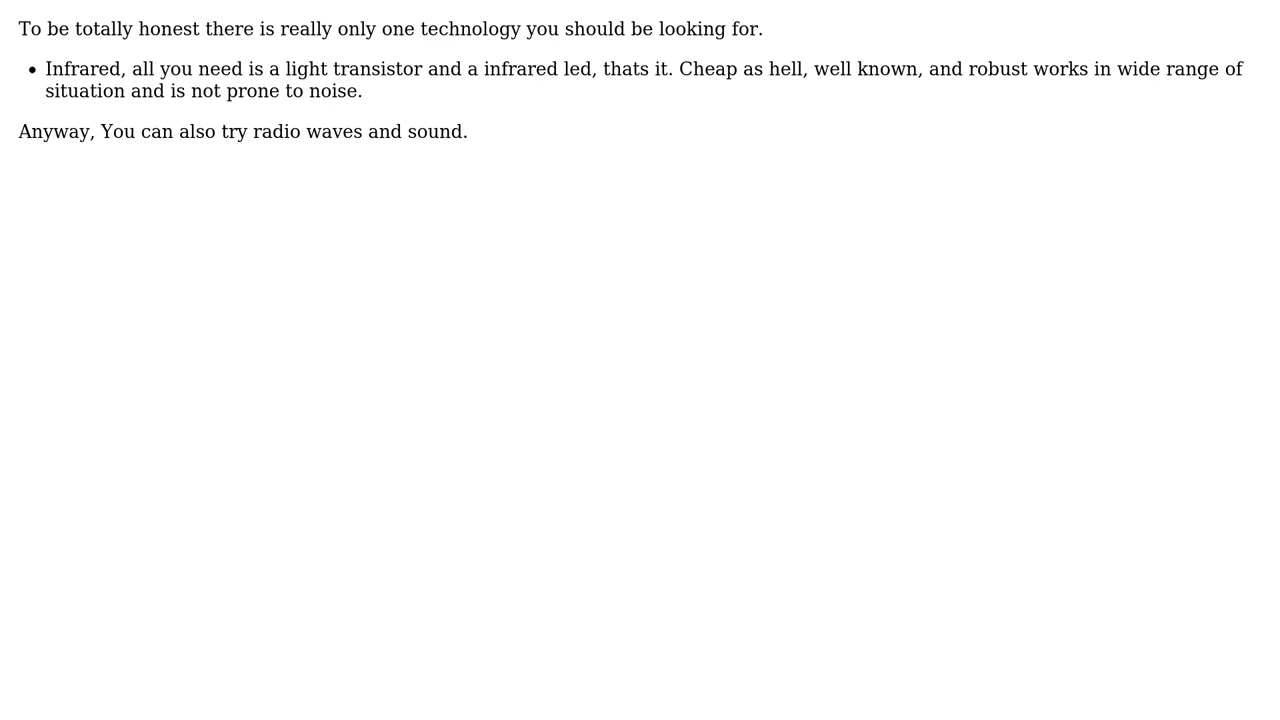 To be totally honest there is really only one technology you should be looking for.
• Infrared, all you need is a light transistor and a infrared led, thats it. Cheap as hell, well known, and robust works in wide range of
situation and is not prone to noise.
Anyway, You can also try radio waves and sound.